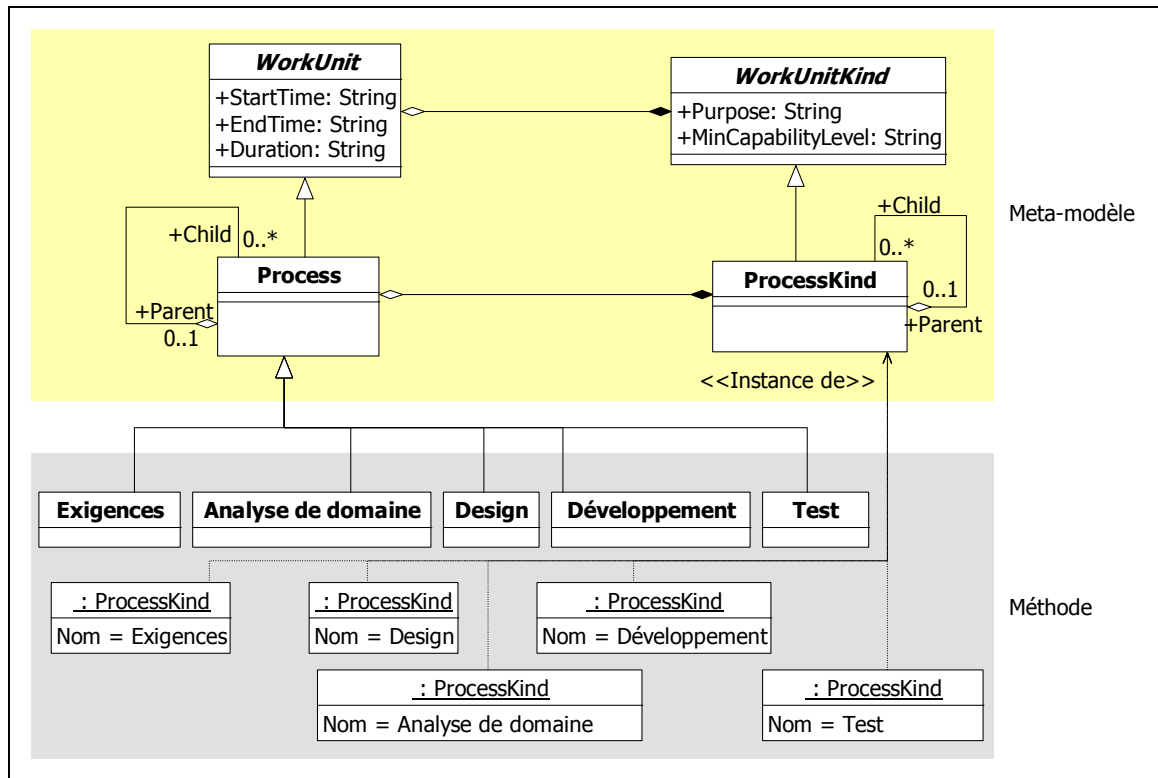 WorkUnit
+StartTime: String
+EndTime: String
+Duration: String
WorkUnitKind
+Purpose: String
+MinCapabilityLevel: String
Meta-modèle
+Child
0..*
Process
+Parent
0..1
+Child
0..*
ProcessKind
0..1
+Parent
<<Instance de>>
Exigences
Analyse de domaine
Design
Développement
Test
: ProcessKind
Nom = Exigences
: ProcessKind
Nom = Design
: ProcessKind
Nom = Développement
Méthode
: ProcessKind
Nom = Analyse de domaine
: ProcessKind
Nom = Test